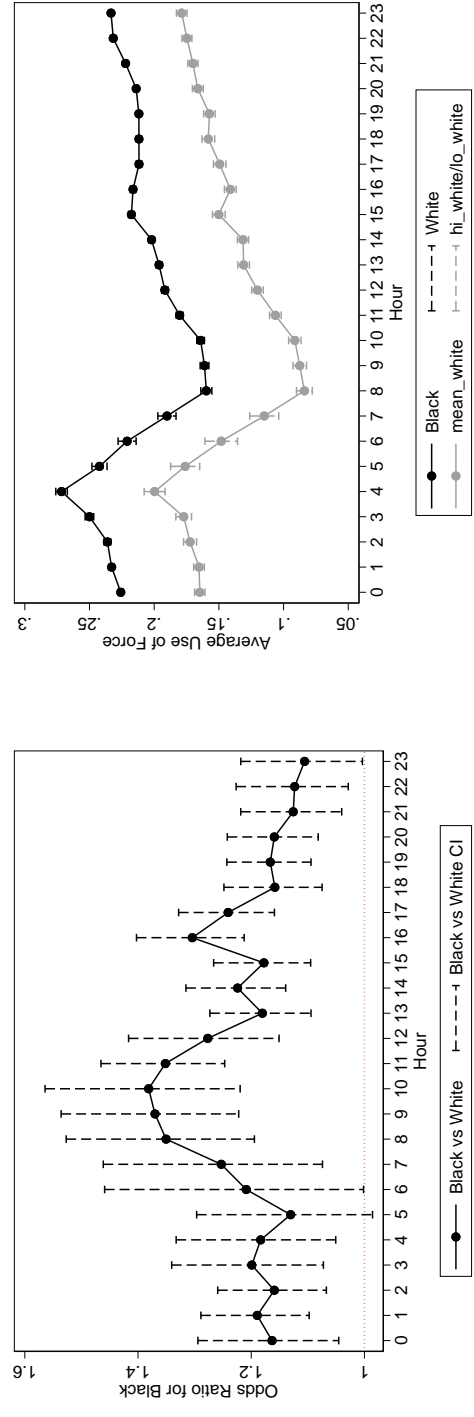 Odds Ratio for Black
1.6
1.4
1.2
1
0 1 2 3 4 5 6 7 8 9 10 11 12 13 14 15 16 17 18 19 20 21 22 23
Hour
Black vs White
Black vs White CI
Average Use of Force
.3
.25
.2
.15
.1
.05
0 1 2 3 4 5 6 7 8 9 10 11 12 13 14 15 16 17 18 19 20 21 22 23
Hour
Black
White
mean_white
hi_white/lo_white